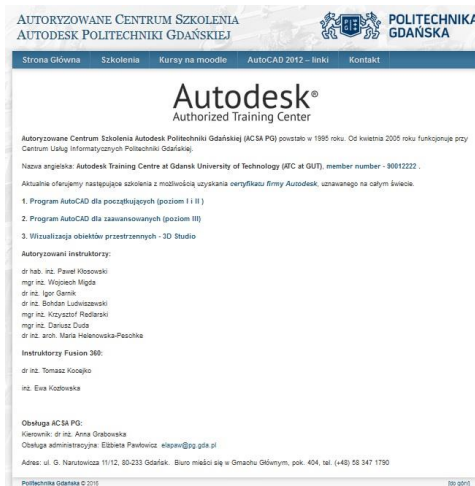 AUTORYZOWANE CENTRUM SZKOLENIA
AUTODESK POLITECHNIKI GDAŃSKIEJ
POLITECHNIKA
GDAŃSKA
Strona Główna Szkolenia Kursy na moodle AutoCAD 2012 – linki Kontakt
Autodesk®
Authorized Training Center
Autoryzowane Centrum Szkolenia Autodesk Politechniki Gdańskiej (ACSA PG) powstało w 1995 roku. Od kwietnia 2005 roku funkcjonuje przy
Centrum Usług Informatycznych Politechniki Gdańskiej.
Nazwa angielska: Autodesk Training Centre at Gdansk University of Technology (ATC at GUT), member number - 90012222 .
Aktualnie oferujemy następujące szkolenia z możliwością uzyskania certyfikatu firmy Autodesk, uznawanego na całym świecie.
1. Program AutoCAD dla początkujących (poziom I i II )
2. Program AutoCAD dla zaawansowanych (poziom III)
3. Wizualizacja obiektów przestrzennych - 3D Studio
Autoryzowani instruktorzy:
dr hab. inż. Paweł Kłosowski
mgr inż. Wojciech Migda
dr inż. Igor Garnik
dr inż. Bohdan Ludwiszewski
mgr inż. Krzysztof Redlarski
mgr inż. Dariusz Duda
dr inż. arch. Maria Helenowska-Peschke
Instruktorzy Fusion 360:
dr inż. Tomasz Kocejko
inż. Ewa Kozłowska
Obsługa ACSA PG:
Kierownik: dr inż. Anna Grabowska
Obsługa administracyjna: Elżbieta Pawłowicz elapaw@pg.gda.pl
Adres: ul. G. Narutowicza 11/12, 80-233 Gdańsk. Biuro mieści się w Gmachu Głównym, pok. 404, tel. (+48) 58 347 1790
Politechnika Gdańska © 2016 [do góry]